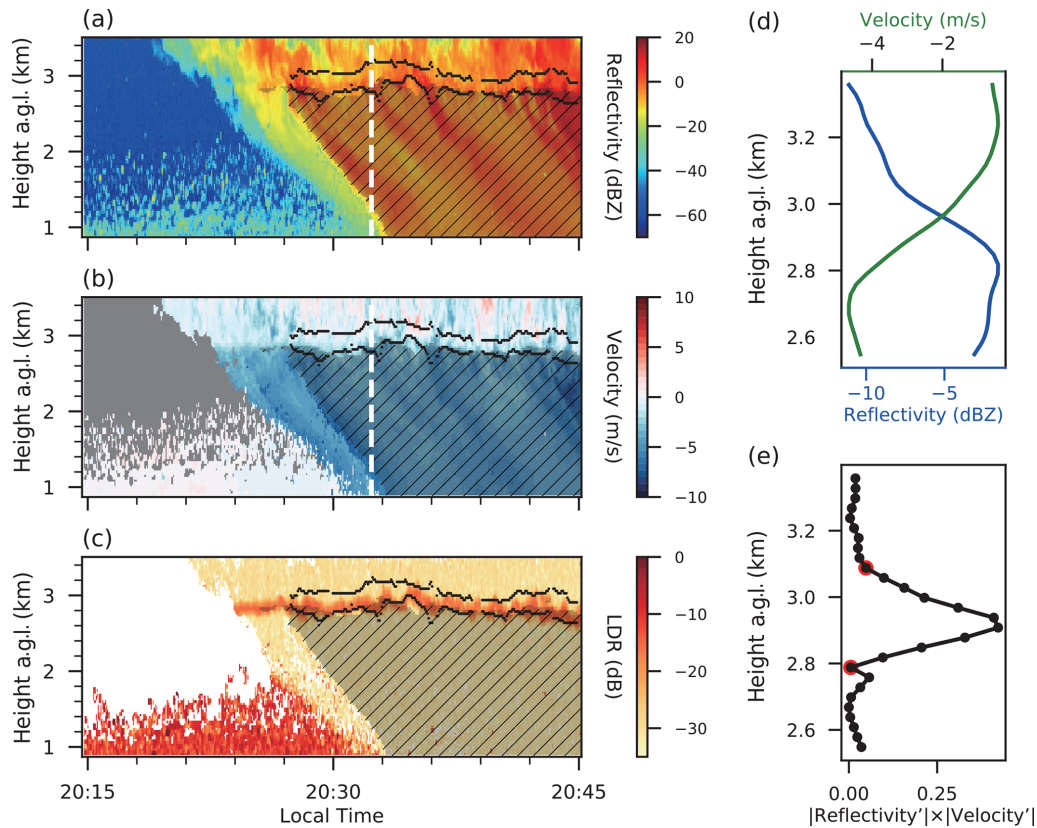 (a)
Height a.g.l. (km)
3
2
1
20
0
−20
−40
−60
Reflectivity (dBZ)
(b)
Height a.g.l. (km)
3
2
1
10
5
0
−5
−10
Velocity (m/s)
(c)
Height a.g.l. (km)
3
2
1
0
−10
−20
−30
LDR (dB)
20:15
20:30
20:45
Local Time
(d)
Velocity (m/s)
−4
−2
Height a.g.l. (km)
3.2
3.0
2.8
2.6
−10
−5
Reflectivity (dBZ)
(e)
Height a.g.l. (km)
3.2
3.0
2.8
2.6
0.00
0.25
|Reflectivity'|×|Velocity'|